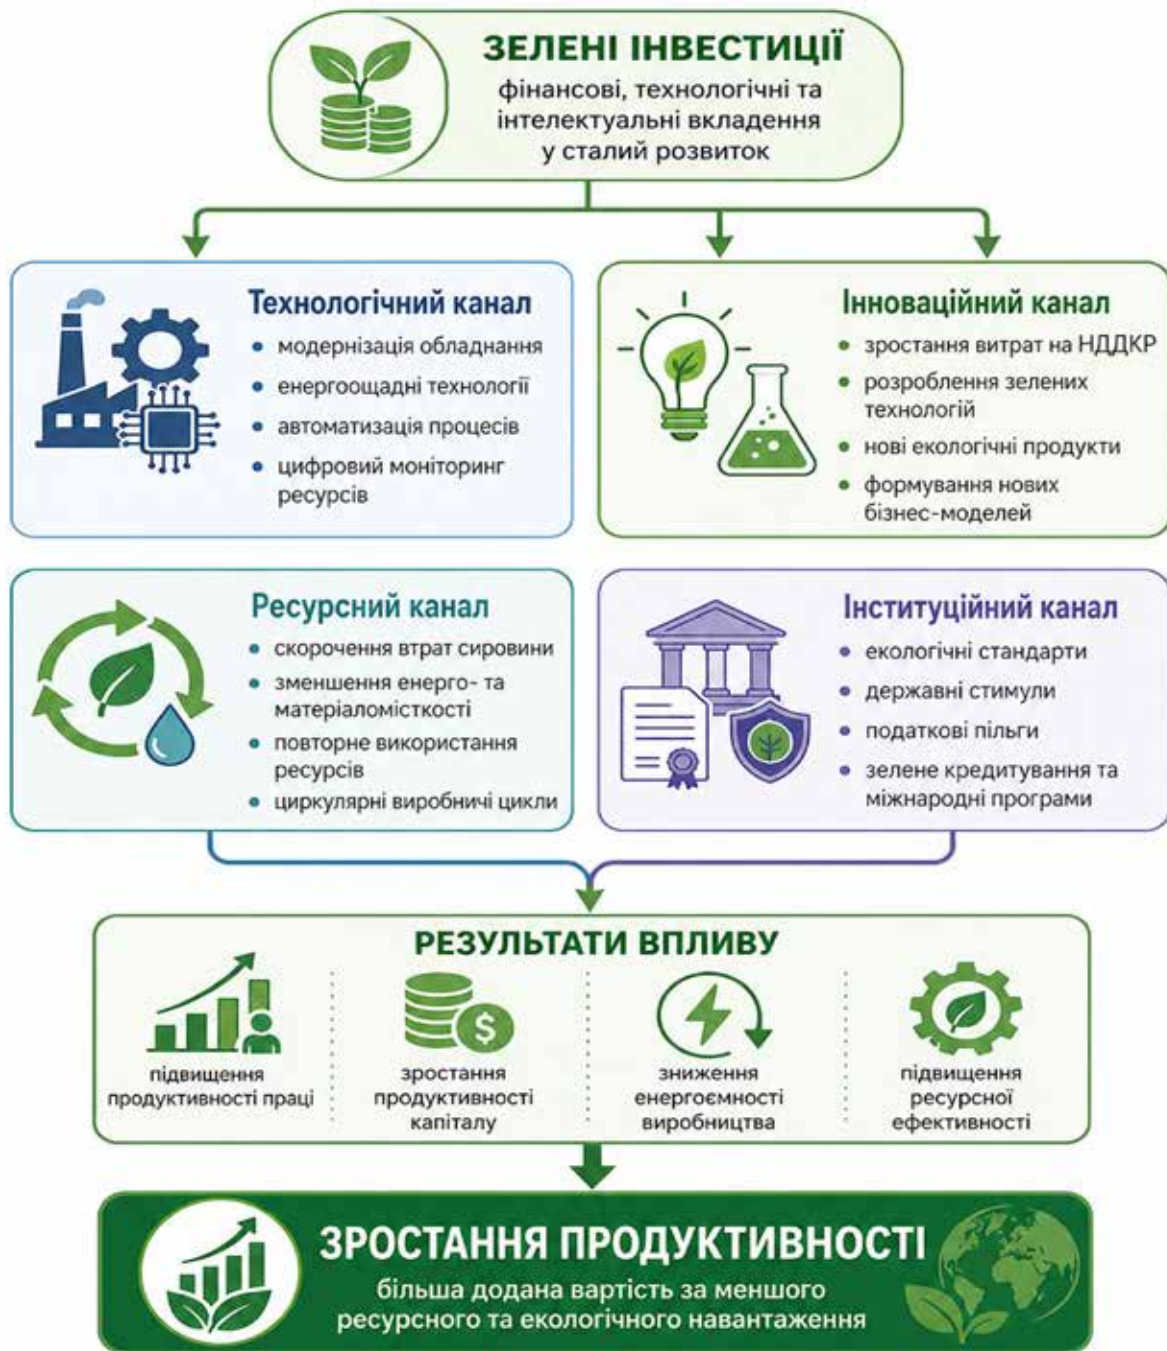 ЗЕЛЕНІ ІНВЕСТИЦІЇ
фінансові, технологічні та
інтелектуальні вкладення
у сталий розвиток
Технологічний канал
• модернізація обладнання
• енергоощадні технології
• автоматизація процесів
• цифровий моніторинг
ресурсів
Інноваційний канал
• зростання витрат на НДДКР
• розроблення зелених
технологій
• нові екологічні продукти
• формування нових
бізнес-моделей
Ресурсний канал
• скорочення втрат сировини
• зменшення енерго- та
матеріаломісткості
• повторне використання
ресурсів
• циркулярні виробничі цикли
Інституційний канал
• екологічні стандарти
• державні стимули
• податкові пільги
• зелене кредитування та
міжнародні програми
РЕЗУЛЬТАТИ ВПЛИВУ
підвищення
продуктивності праці
$
зростання
продуктивності
капіталу
зниження
енергоємності
виробництва
підвищення
ресурсної
ефективності
ЗРОСТАННЯ ПРОДУКТИВНОСТІ
більша додана вартість за меншого
ресурсного та екологічного навантаження